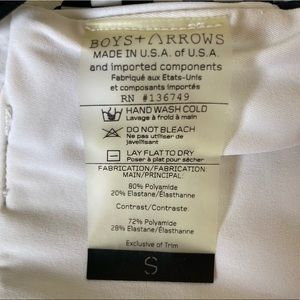 BOYS+ARROWS
MADE IN U.S.A. of U.S.A.
and imported components
Fabriqué aux Etats-Unis
et composants importés
RN #136749
HAND WASH COLD
Lavage à froid à main
DO NOT BLEACH
Ne pas utiliser de
javellisant
LAY FLAT TO DRY
Poser à plat pour sécher
FABRICATION/FABRICATION:
MAIN/PRINCIPAL:
80% Polyamide
20% Elastane/Élasthanne
Contrast/Contraste:
72% Polyamide
28% Elastane/Élasthanne
Exclusive of Trim
S